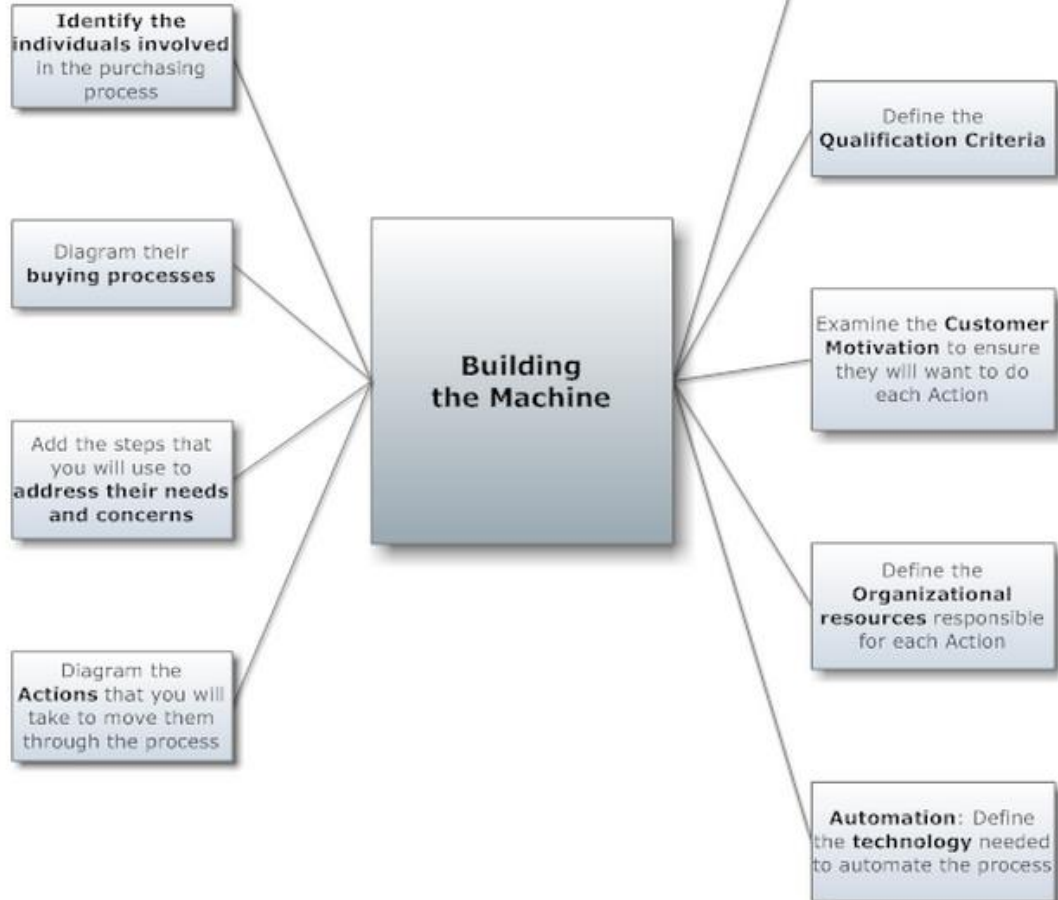 Identify the
individuals involved
in the purchasing
process
Diagram their
buying processes
Add the steps that
you will use to
address their needs
and concerns
Diagram the
Actions that you will
take to move them
through the process
Building
the Machine
Define the
Qualification Criteria
Examine the Customer
Motivation to ensure
they will want to do
each Action
Define the
Organizational
resources responsible
for each Action
Automation: Define
the technology needed
to automate the process